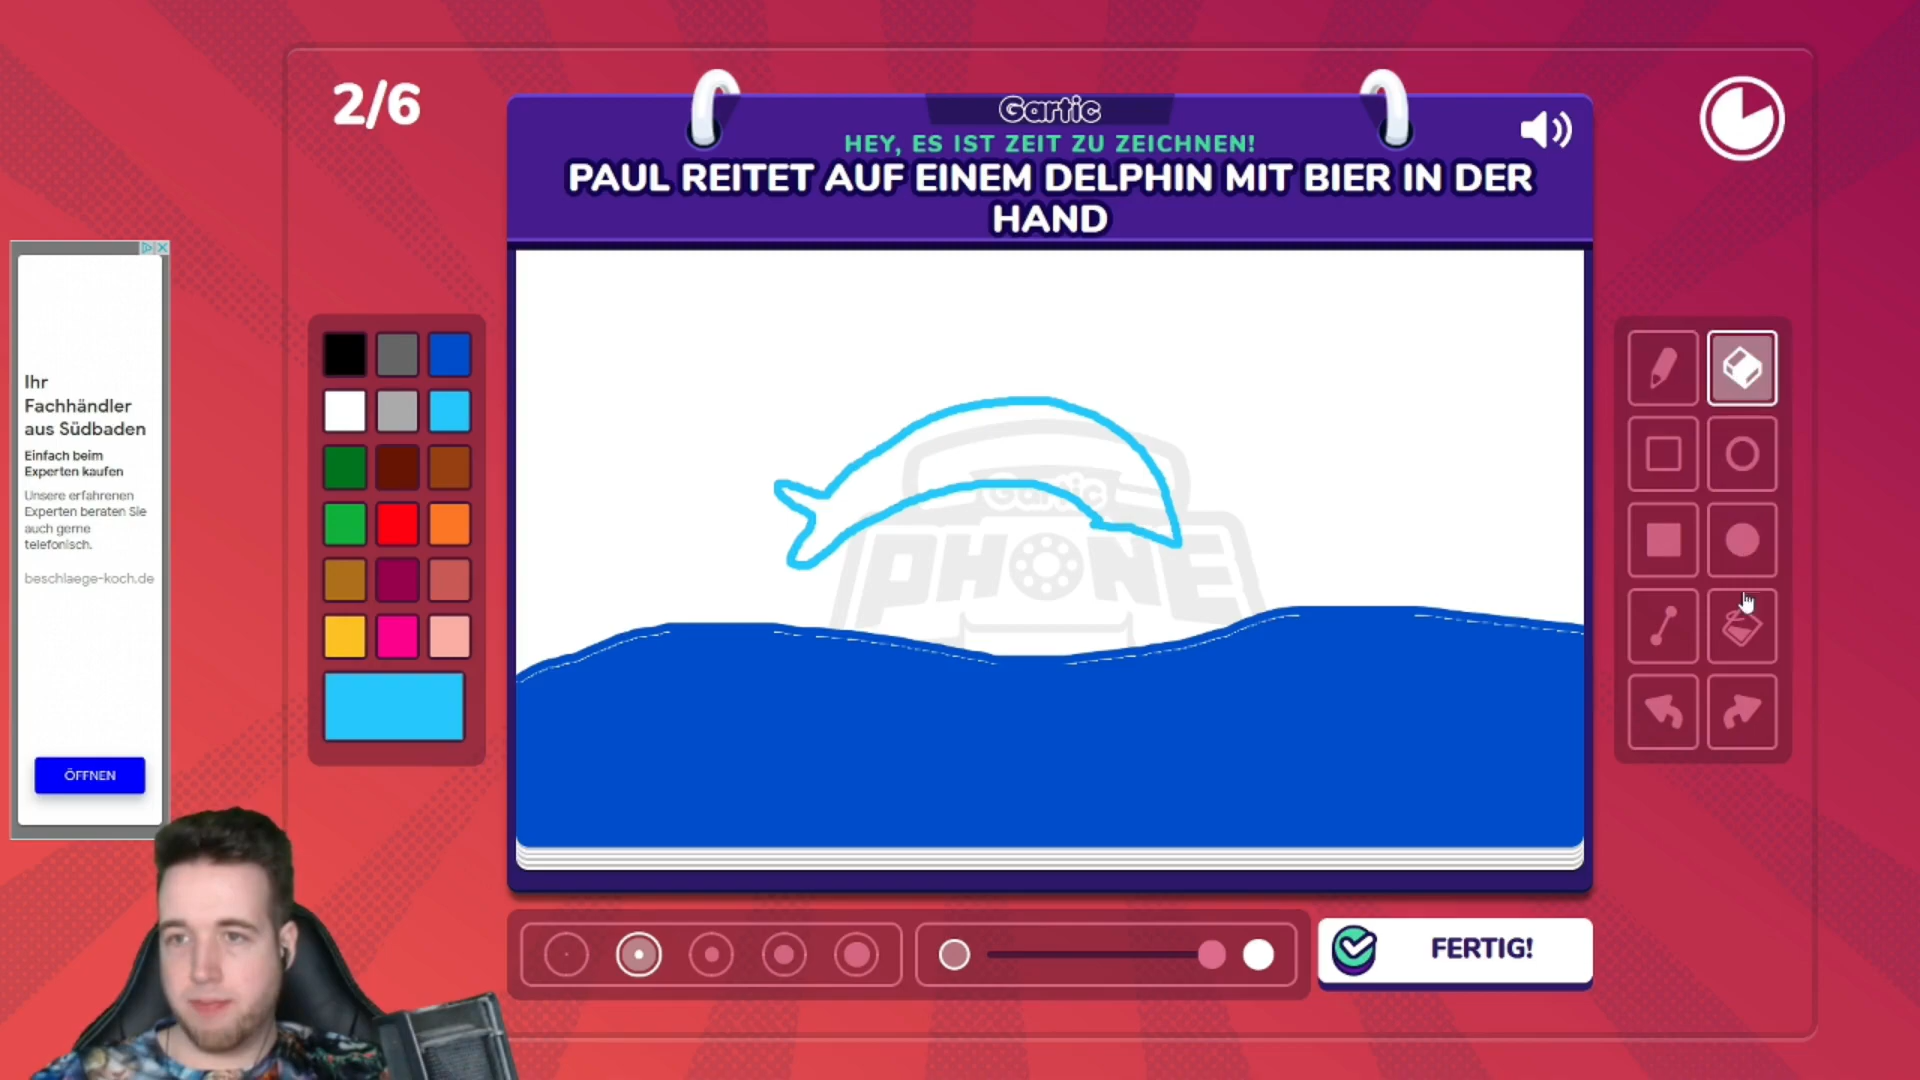 2/6
Gartic
HEY, ES IST ZEIT ZU ZEICHNEN!
PAUL REITET AUF EINEM DELPHIN MIT BIER IN DER
HAND
Ihr
Fachhändler
aus Südbaden
Einfach beim
Experten kaufen
Unsere erfahrenen
Experten beraten Sie
auch gerne
telefonisch.
beschlaege-koch.de
ÖFFNEN
Gartic
PHONE
FERTIG!